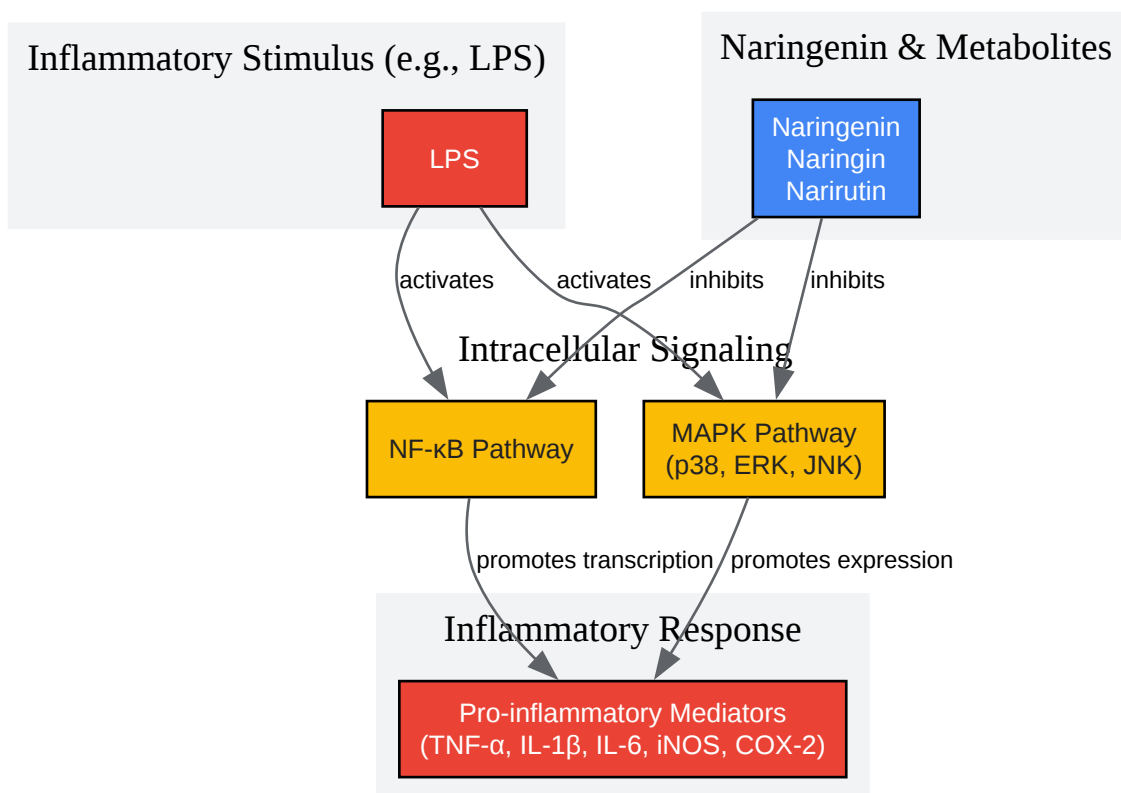 Inflammatory Stimulus (e.g., LPS)
Naringenin & Metabolites
LPS
Naringenin
Naringin
Narirutin
activates
activates
inhibits
inhibits
Intracellular Signaling
NF-κB Pathway
MAPK Pathway
(p38, ERK, JNK)
promotes transcription
promotes expression
Inflammatory Response
Pro-inflammatory Mediators
(TNF-α, IL-1β, IL-6, iNOS, COX-2)